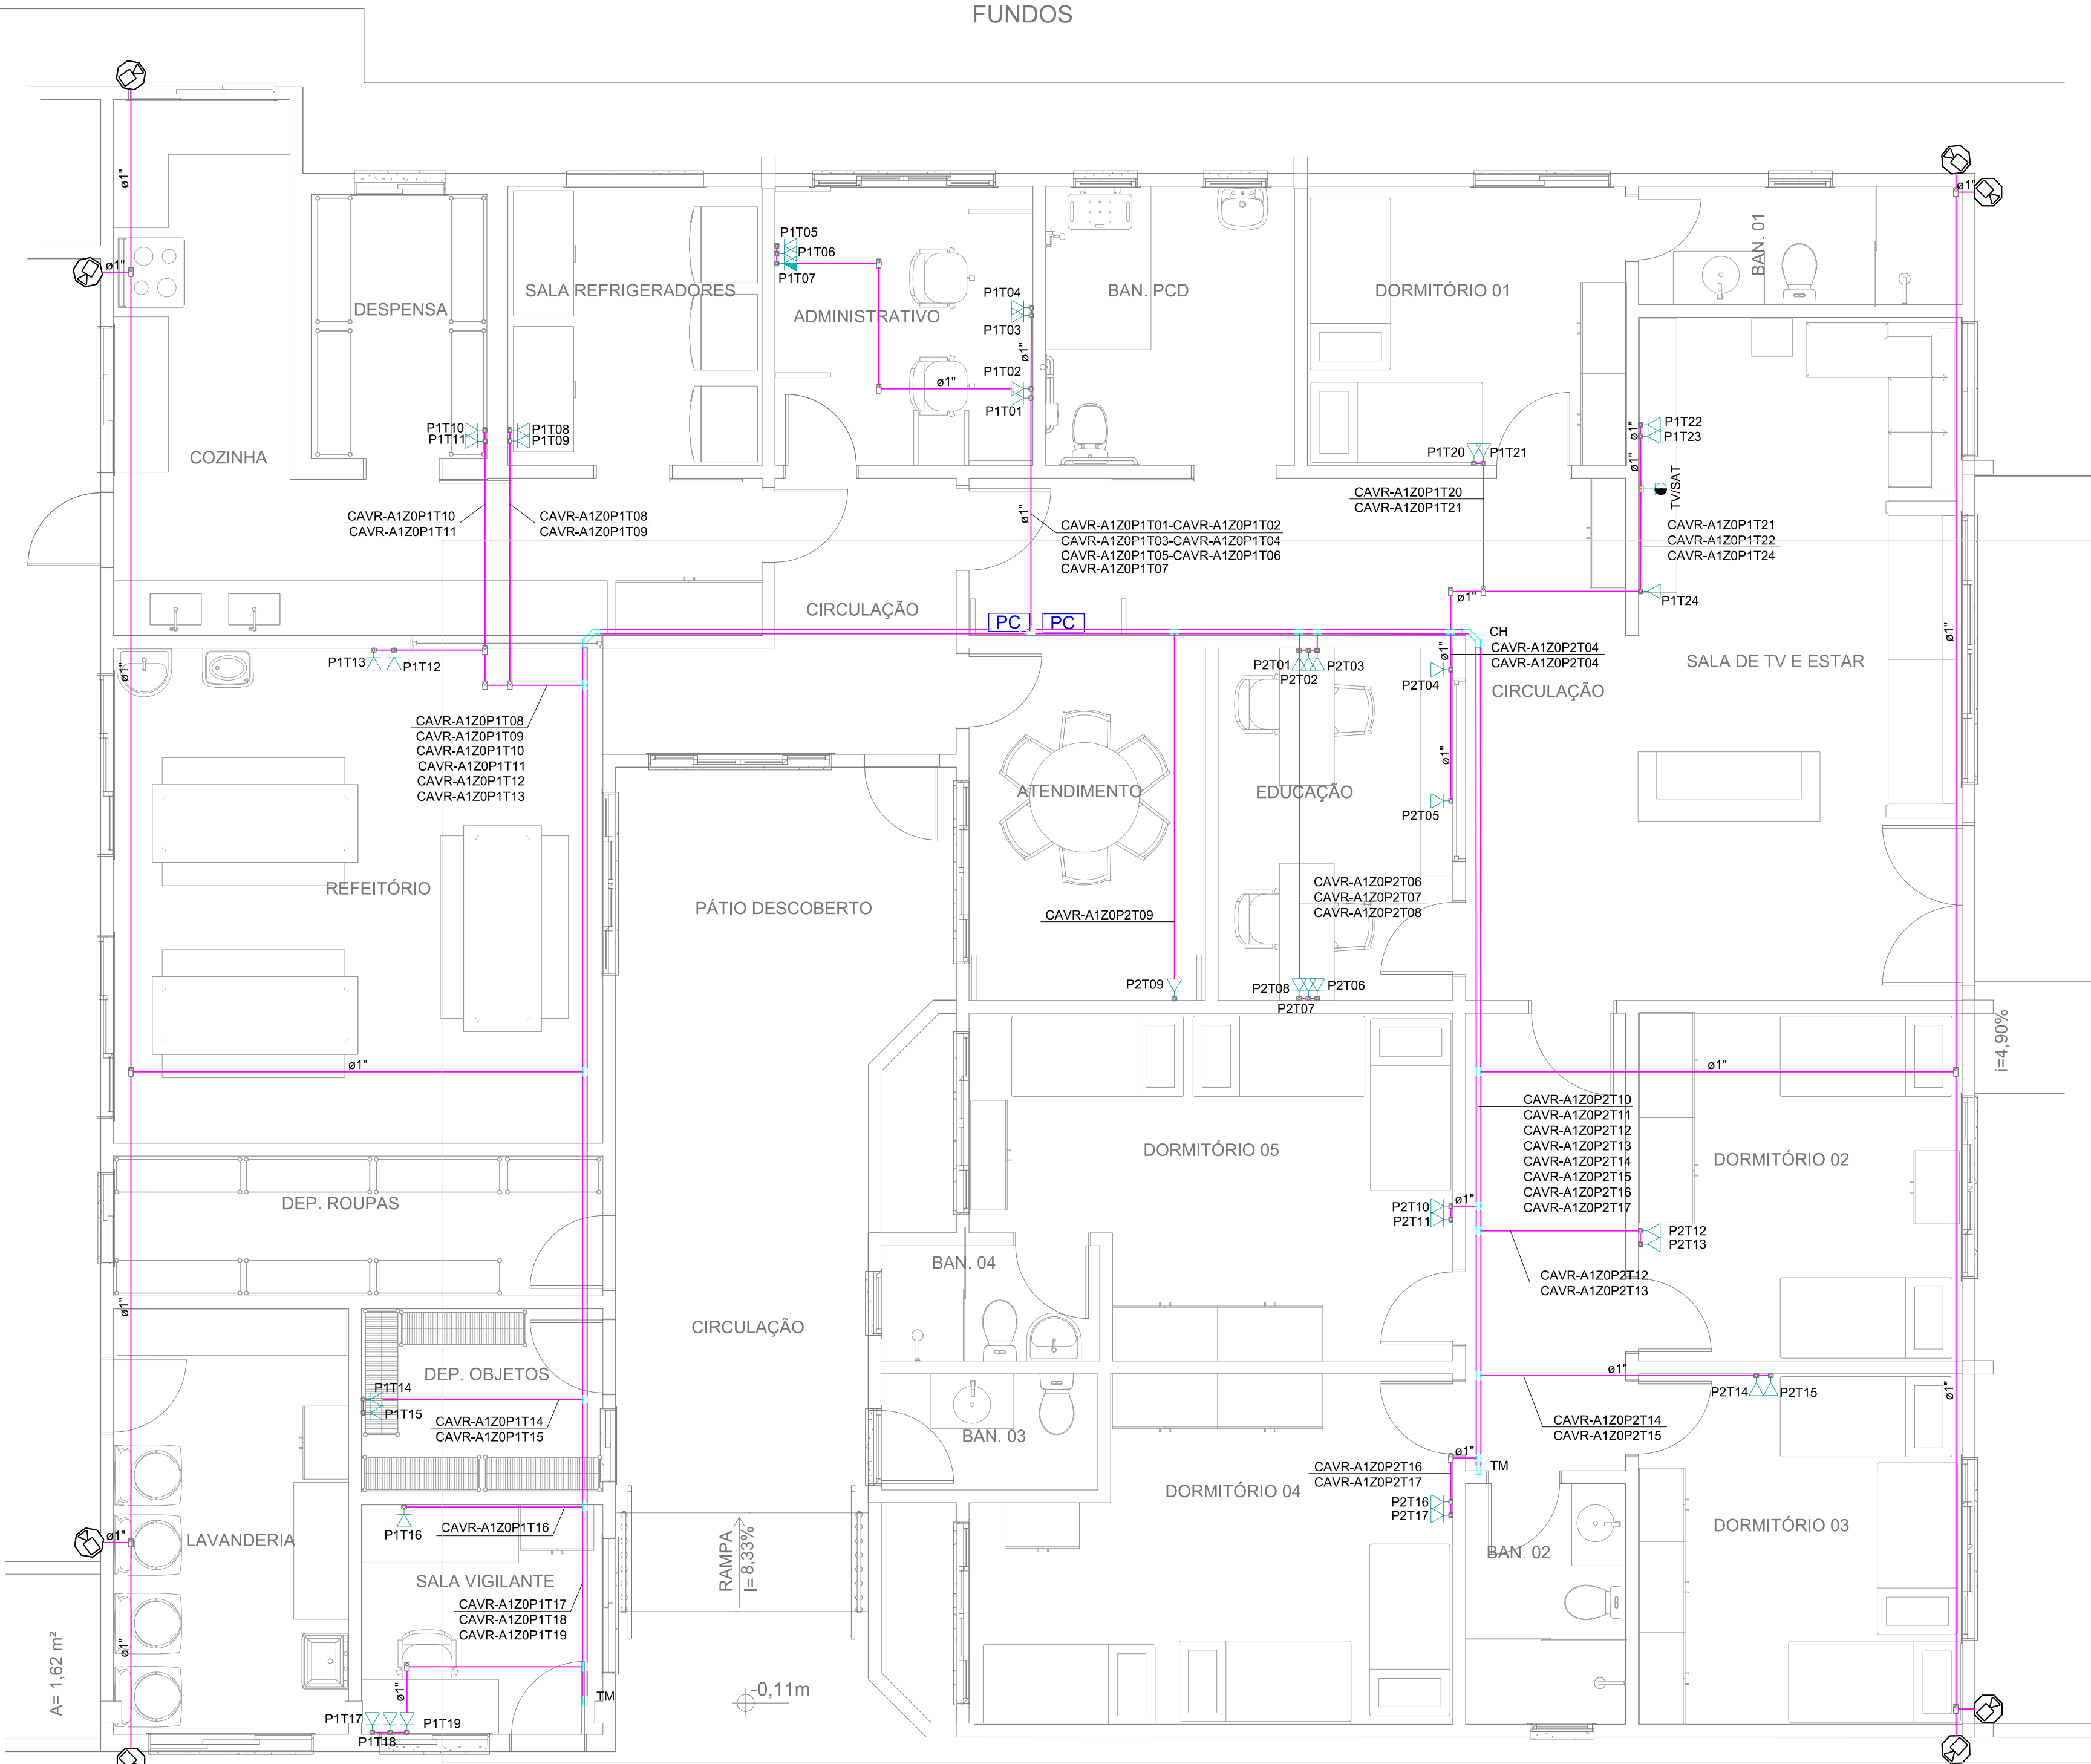 FUNDOS
ø1"
ø1"
BAN. 01
P1T05
P1T06
P1T07
ø1"
SALA REFRIGERADORES
P1T04
BAN. PCD
DORMITÓRIO 01
DESPENSA
ADMINISTRATIVO
P1T03
ø1"
P1T02
ø1"
P1T01
P1T10
P1T11
P1T08
P1T09
COZINHA
P1T20
P1T21
P1T22
P1T23
ø1"
ø1"
TV/SAT
CAVR-A1Z0P1T10
CAVR-A1Z0P1T11
CAVR-A1Z0P1T08
CAVR-A1Z0P1T09
ø1"
CAVR-A1Z0P1T01-CAVR-A1Z0P1T02
CAVR-A1Z0P1T03-CAVR-A1Z0P1T04
CAVR-A1Z0P1T05-CAVR-A1Z0P1T06
CAVR-A1Z0P1T07
CAVR-A1Z0P1T20
CAVR-A1Z0P1T21
CAVR-A1Z0P1T21
CAVR-A1Z0P1T22
CAVR-A1Z0P1T24
CIRCULAÇÃO
ø1"
P1T24
PC
PC
CH
CAVR-A1Z0P2T04
CAVR-A1Z0P2T04
ø1"
ø1"
ø1"
P1T13
P1T12
P2T01
P2T02
P2T03
P2T04
CIRCULAÇÃO
SALA DE TV E ESTAR
CAVR-A1Z0P1T08
CAVR-A1Z0P1T09
CAVR-A1Z0P1T10
CAVR-A1Z0P1T11
CAVR-A1Z0P1T12
CAVR-A1Z0P1T13
ø1"
ATENDIMENTO
EDUCAÇÃO
P2T05
REFEITÓRIO
PÁTIO DESCOBERTO
CAVR-A1Z0P2T09
CAVR-A1Z0P2T06
CAVR-A1Z0P2T07
CAVR-A1Z0P2T08
P2T09
P2T08
P2T06
P2T07
i=4,90%
ø1"
ø1"
CAVR-A1Z0P2T10
CAVR-A1Z0P2T11
CAVR-A1Z0P2T12
CAVR-A1Z0P2T13
CAVR-A1Z0P2T14
CAVR-A1Z0P2T15
CAVR-A1Z0P2T16
CAVR-A1Z0P2T17
DORMITÓRIO 05
DORMITÓRIO 02
DEP. ROUPAS
P2T10
P2T11
ø1"
P2T12
P2T13
BAN. 04
CAVR-A1Z0P2T12
CAVR-A1Z0P2T13
ø1"
CIRCULAÇÃO
DEP. OBJETOS
P1T14
P1T15
ø1"
P2T14
P2T15
ø1"
CAVR-A1Z0P1T14
CAVR-A1Z0P1T15
BAN. 03
CAVR-A1Z0P2T14
CAVR-A1Z0P2T15
ø1"
TM
CAVR-A1Z0P2T16
CAVR-A1Z0P2T17
DORMITÓRIO 04
P2T16
P2T17
P1T16
CAVR-A1Z0P1T16
ø1"
LAVANDERIA
RAMPA
I= 8,33%
DORMITÓRIO 03
BAN. 02
SALA VIGILANTE
CAVR-A1Z0P1T17
CAVR-A1Z0P1T18
CAVR-A1Z0P1T19
ø1"
A= 1,62 m²
ø1"
TM
-0,11m
P1T17
P1T19
P1T18